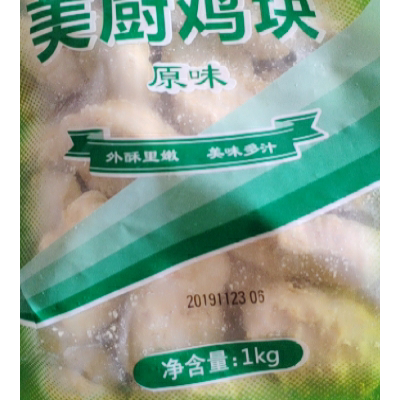 美厨鸡块
原味
外酥里嫩 美味多汁
20191123 06
净含量:1kg